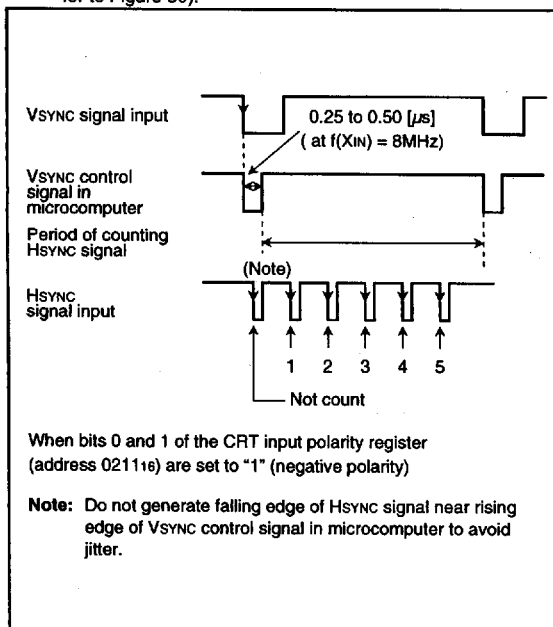 fer to Figure 60).
VSYNC signal input
0.25 to 0.50 [μs]
( at f(XIN) = 8MHz)
VSYNC control
signal in
microcomputer
Period of counting
HSYNC signal
(Note)
HSYNC
signal input
1 2 3 4 5
Not count
When bits 0 and 1 of the CRT input polarity register
(address 021116) are set to “1” (negative polarity)
Note: Do not generate falling edge of HSYNC signal near rising
edge of VSYNC control signal in microcomputer to avoid
jitter.